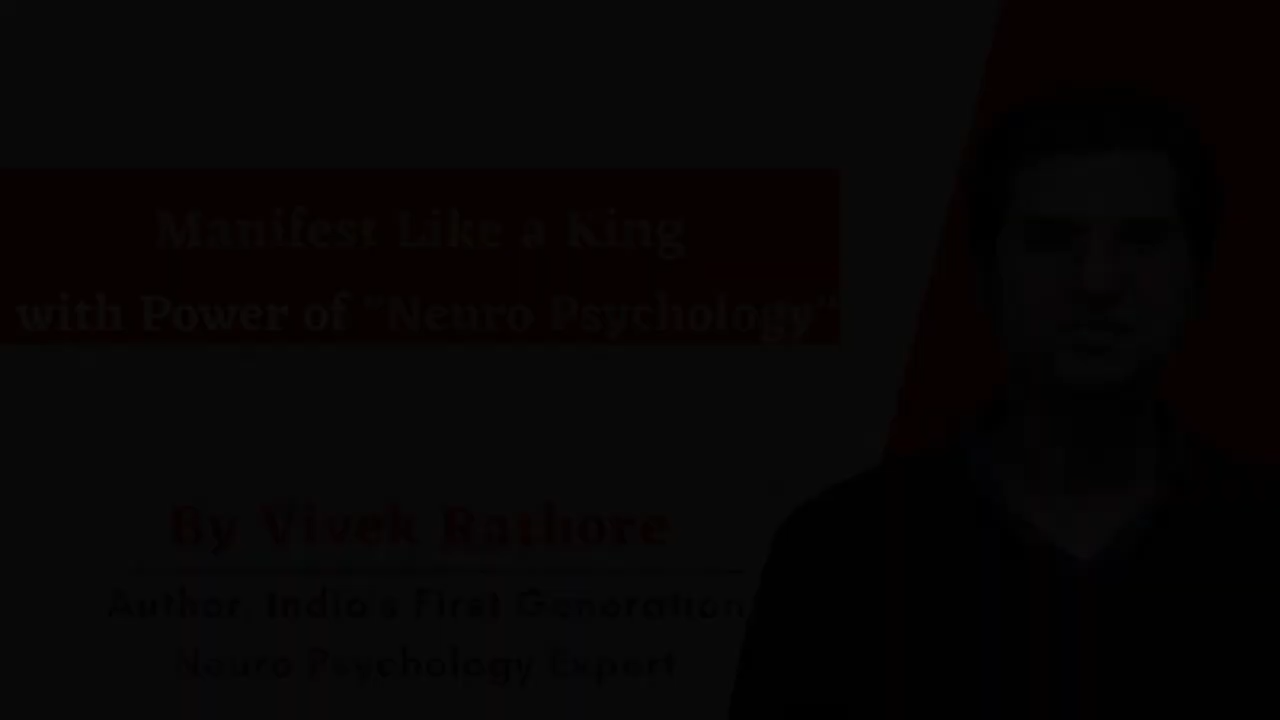 Manifest Like a King
with Power of "Neuro Psychology"
By Vivek Rathore
Author, India's First Generation
Neuro Psychology Expert